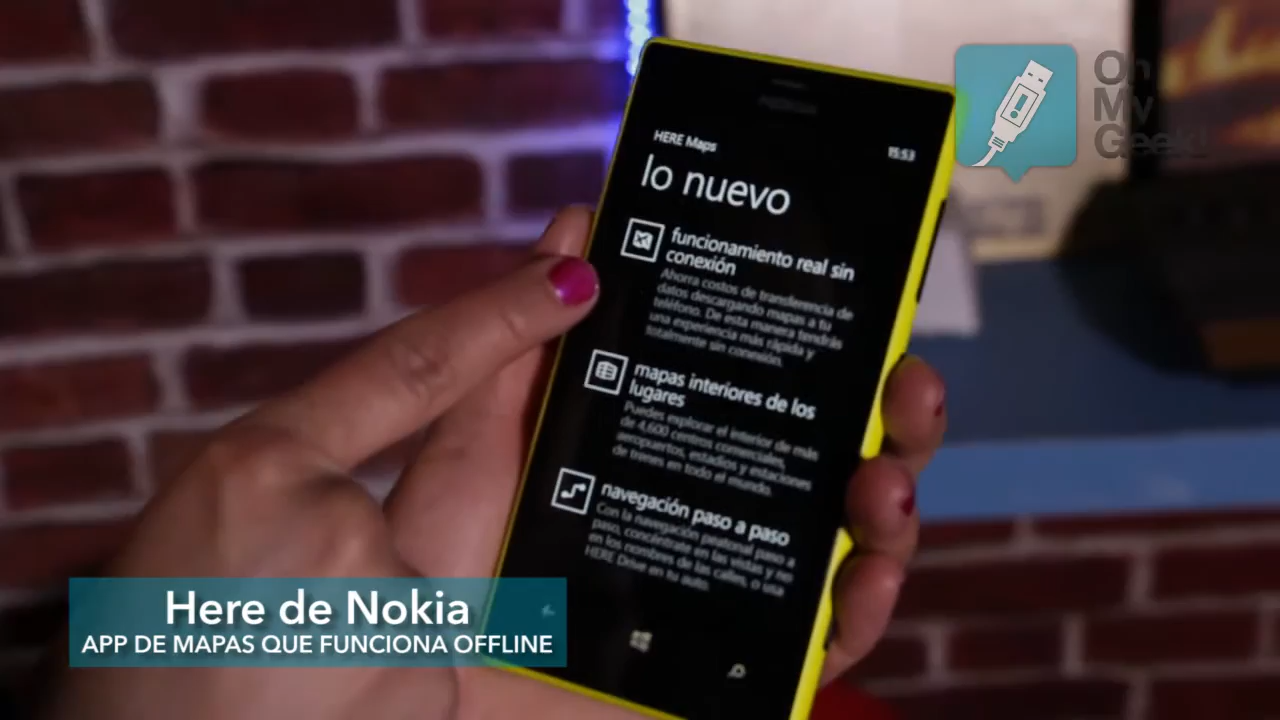 Oh
My
Geek!
HERE Maps
15:53
lo nuevo
funcionamiento real sin
conexión
Ahorra costos de transferencia de
datos descargando mapas a tu
teléfono. De esta manera tendrás
una experiencia más rápida y
totalmente sin conexión.
mapas interiores de los
lugares
Puedes explorar el interior de más
de 4,600 centros comerciales,
aeropuertos, estadios y estaciones
de trenes en todo el mundo.
navegación paso a paso
Con la navegación peatonal paso a
paso, concéntrate en las vistas y no
en los nombres de las calles, o usa
HERE Drive en tu auto.
Here de Nokia
APP DE MAPAS QUE FUNCIONA OFFLINE